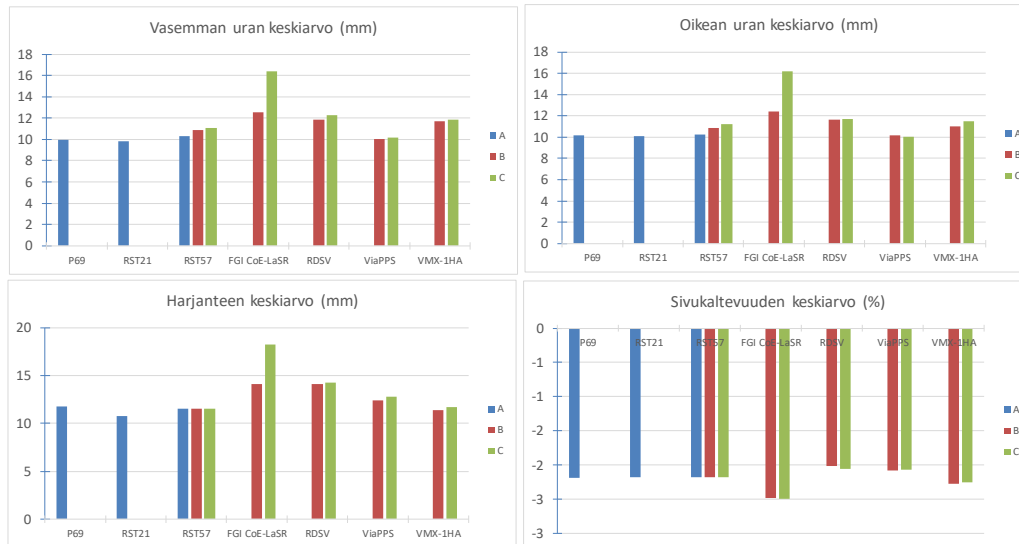 Vasemman uran keskiarvo (mm)
18
16
14
12
10
8
6
4
2
0
P69 RST21 RST57 FGI CoE-LaSR RDSV ViaPPS VMX-1HA
A
B
C
Oikean uran keskiarvo (mm)
18
16
14
12
10
8
6
4
2
0
P69 RST21 RST57 FGI CoE-LaSR RDSV ViaPPS VMX-1HA
A
B
C
Harjanteen keskiarvo (mm)
20
15
10
5
0
P69 RST21 RST57 FGI CoE-LaSR RDSV ViaPPS VMX-1HA
A
B
C
Sivukaltevuuden keskiarvo (%)
0
P69 RST21 RST57 FGI CoE-LaSR RDSV ViaPPS VMX-1HA
-1
-1
-2
-2
-3
-3
A
B
C